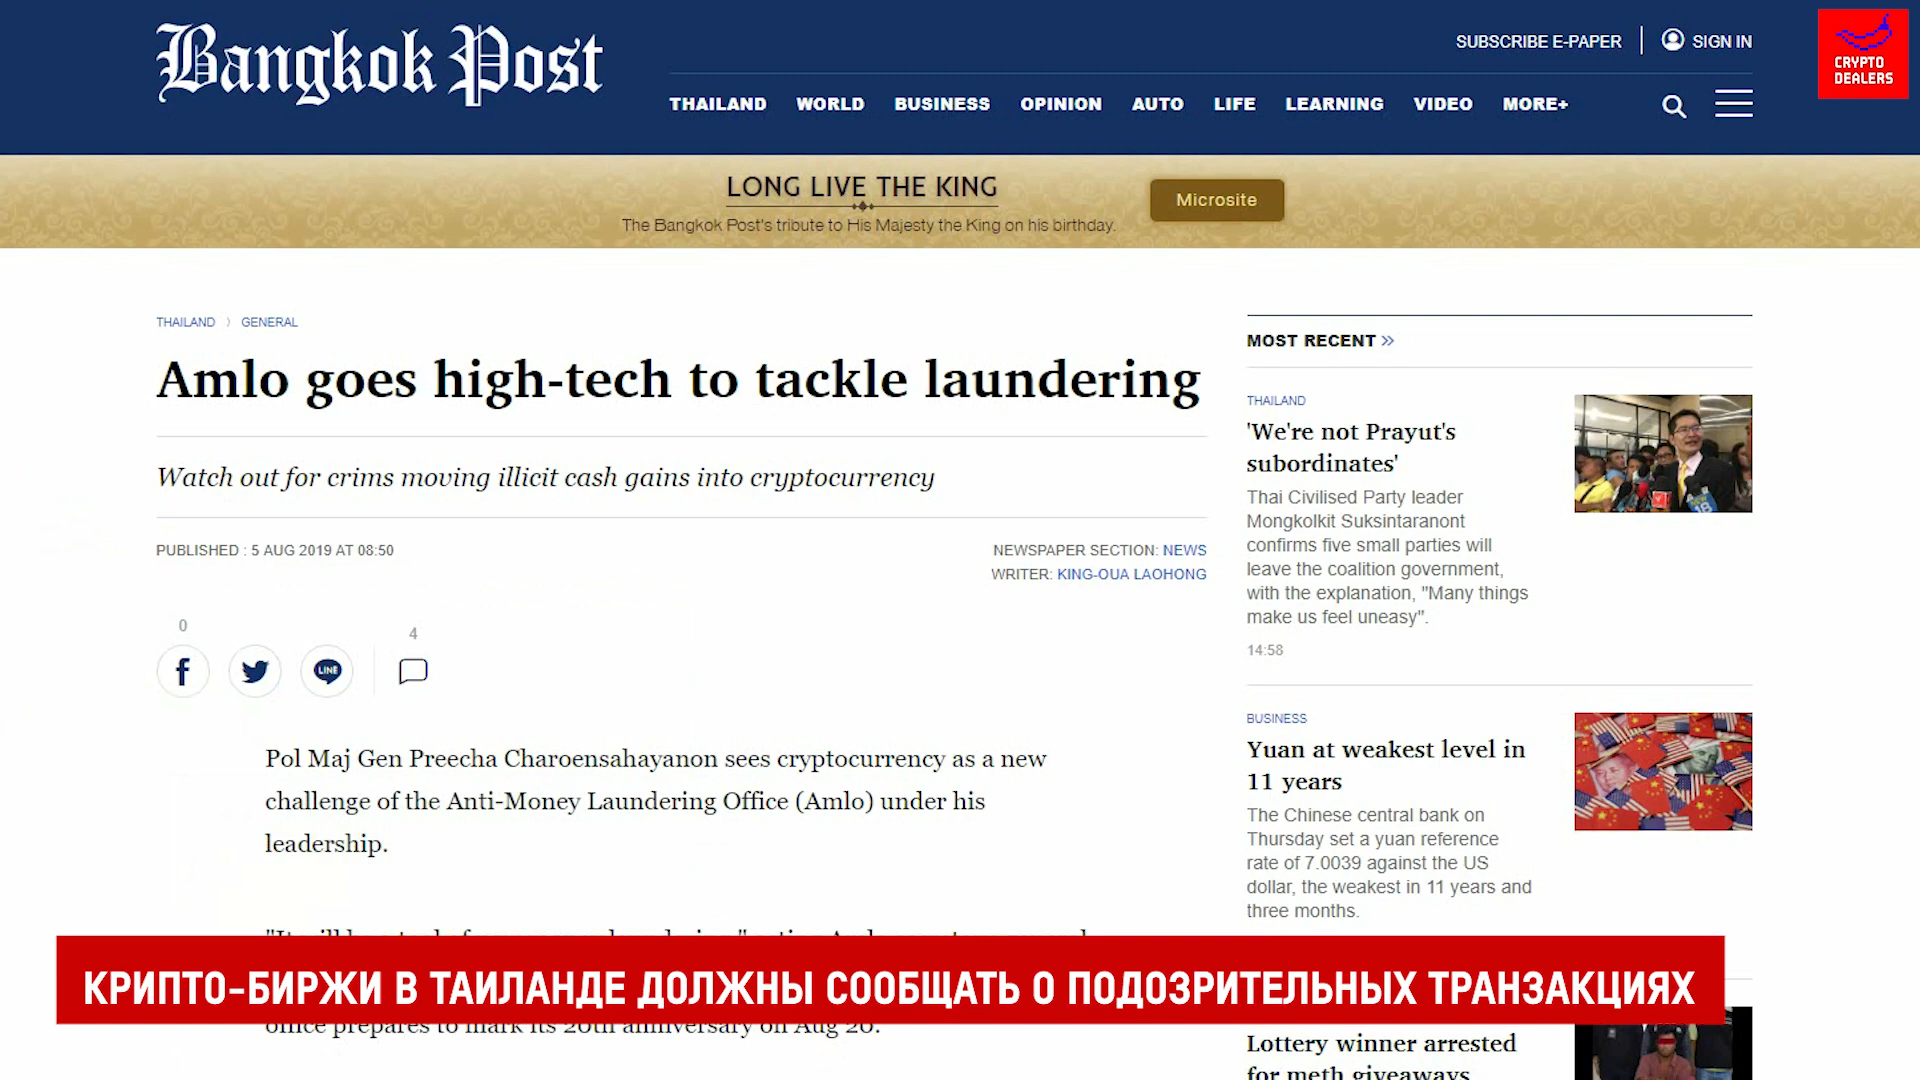 Bangkok Post
SUBSCRIBE E-PAPER
SIGN IN
CRYPTO
DEALERS
THAILAND WORLD BUSINESS OPINION AUTO LIFE LEARNING VIDEO MORE+
LONG LIVE THE KING
The Bangkok Post's tribute to His Majesty the King on his birthday.
Microsite
THAILAND > GENERAL
Amlo goes high-tech to tackle laundering
Watch out for crims moving illicit cash gains into cryptocurrency
PUBLISHED : 5 AUG 2019 AT 08:50
NEWSPAPER SECTION: NEWS
WRITER: KING-OUA LAOHONG
0
4
LINE
Pol Maj Gen Preecha Charoensahayanon sees cryptocurrency as a new
challenge of the Anti-Money Laundering Office (Amlo) under his
leadership.
office prepares to mark its 20th anniversary on Aug 20.
MOST RECENT »
THAILAND
'We're not Prayut's
subordinates'
Thai Civilised Party leader
Mongkolkit Suksintaranont
confirms five small parties will
leave the coalition government,
with the explanation, "Many things
make us feel uneasy".
14:58
BUSINESS
Yuan at weakest level in
11 years
The Chinese central bank on
Thursday set a yuan reference
rate of 7.0039 against the US
dollar, the weakest in 11 years and
three months.
Lottery winner arrested
for meth giveaways
КРИПТО-БИРЖИ В ТАИЛАНДЕ ДОЛЖНЫ СООБЩАТЬ О ПОДОЗРИТЕЛЬНЫХ ТРАНЗАКЦИЯХ